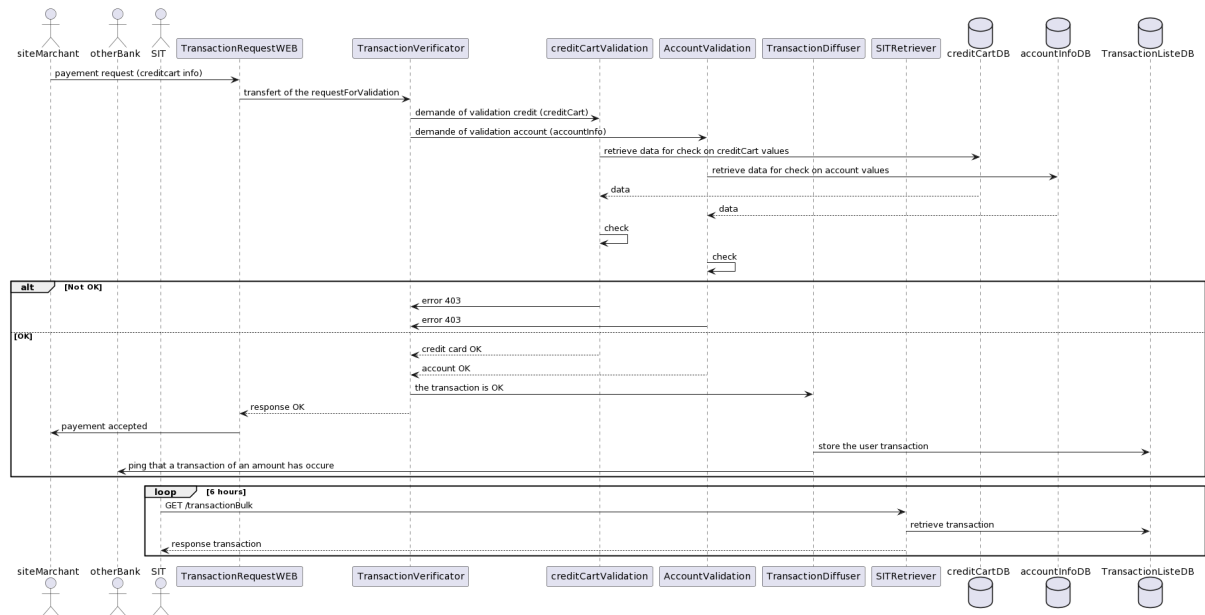 siteMarchant otherBank SIT TransactionRequestWEB TransactionVerificator creditCartValidation AccountValidation TransactionDiffuser SITRetriever creditCartDB accountInfoDB TransactionListeDB
payement request (creditcart info)
transfert of the requestForValidation
demande of validation credit (creditCart)
demande of validation account (accountInfo)
retrieve data for check on creditCart values
retrieve data for check on account values
data
data
check
check
alt [Not OK]
error 403
error 403
[OK]
credit card OK
account OK
the transaction is OK
response OK
payement accepted
store the user transaction
ping that a transaction of an amount has occure
loop [6 hours]
GET /transactionBulk
retrieve transaction
response transaction
siteMarchant otherBank SIT TransactionRequestWEB TransactionVerificator creditCartValidation AccountValidation TransactionDiffuser SITRetriever creditCartDB accountInfoDB TransactionListeDB